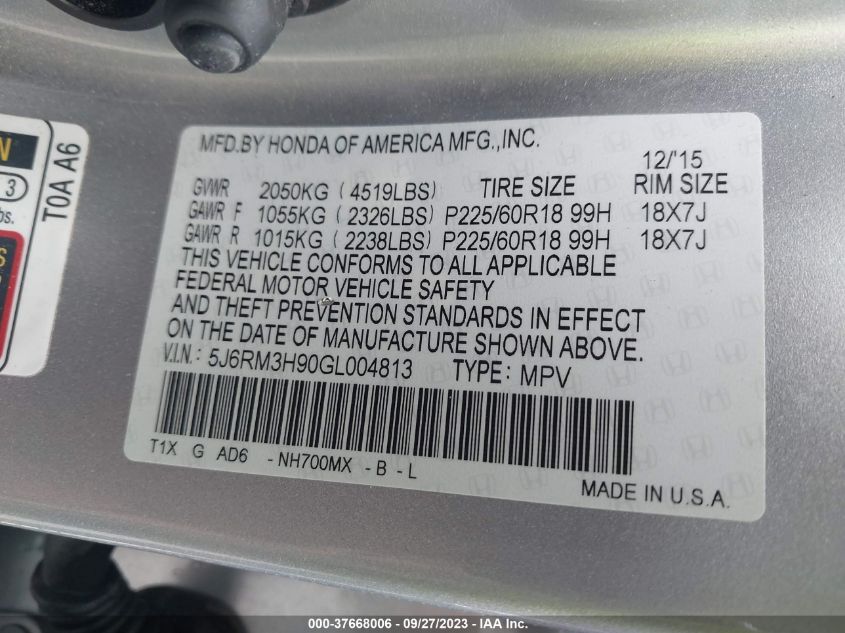 N
3
bs.
S
T0A A6
MFD.BY HONDA OF AMERICA MFG.,INC.
12/'15
GVWR 2050KG (4519LBS) TIRE SIZE RIM SIZE
GAWR F 1055KG (2326LBS) P225/60R18 99H 18X7J
GAWR R 1015KG (2238LBS) P225/60R18 99H 18X7J
THIS VEHICLE CONFORMS TO ALL APPLICABLE
FEDERAL MOTOR VEHICLE SAFETY
AND THEFT PREVENTION STANDARDS IN EFFECT
ON THE DATE OF MANUFACTURE SHOWN ABOVE.
V.I.N.: 5J6RM3H90GL004813 TYPE: MPV
T1X G AD6 -NH700MX -B -L
MADE IN U.S.A.
000-37668006 - 09/27/2023 - IAA Inc.